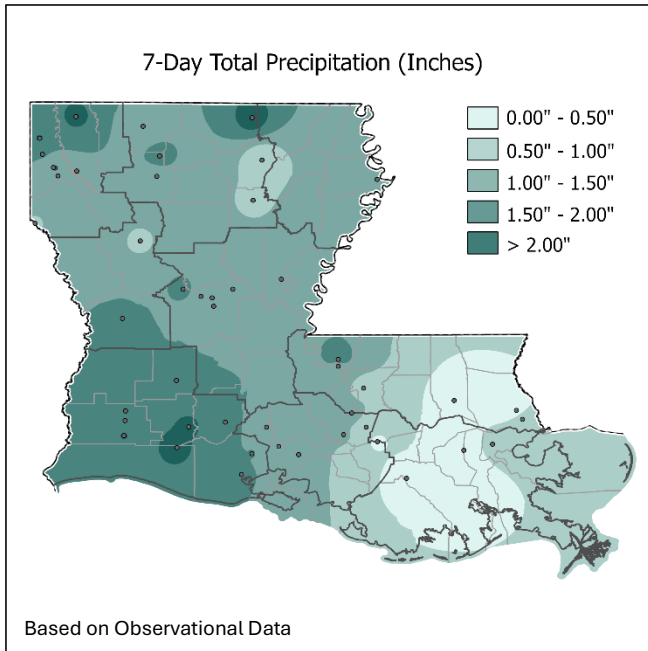 7-Day Total Precipitation (Inches)
0.00" - 0.50"
0.50" - 1.00"
1.00" - 1.50"
1.50" - 2.00"
> 2.00"
Based on Observational Data